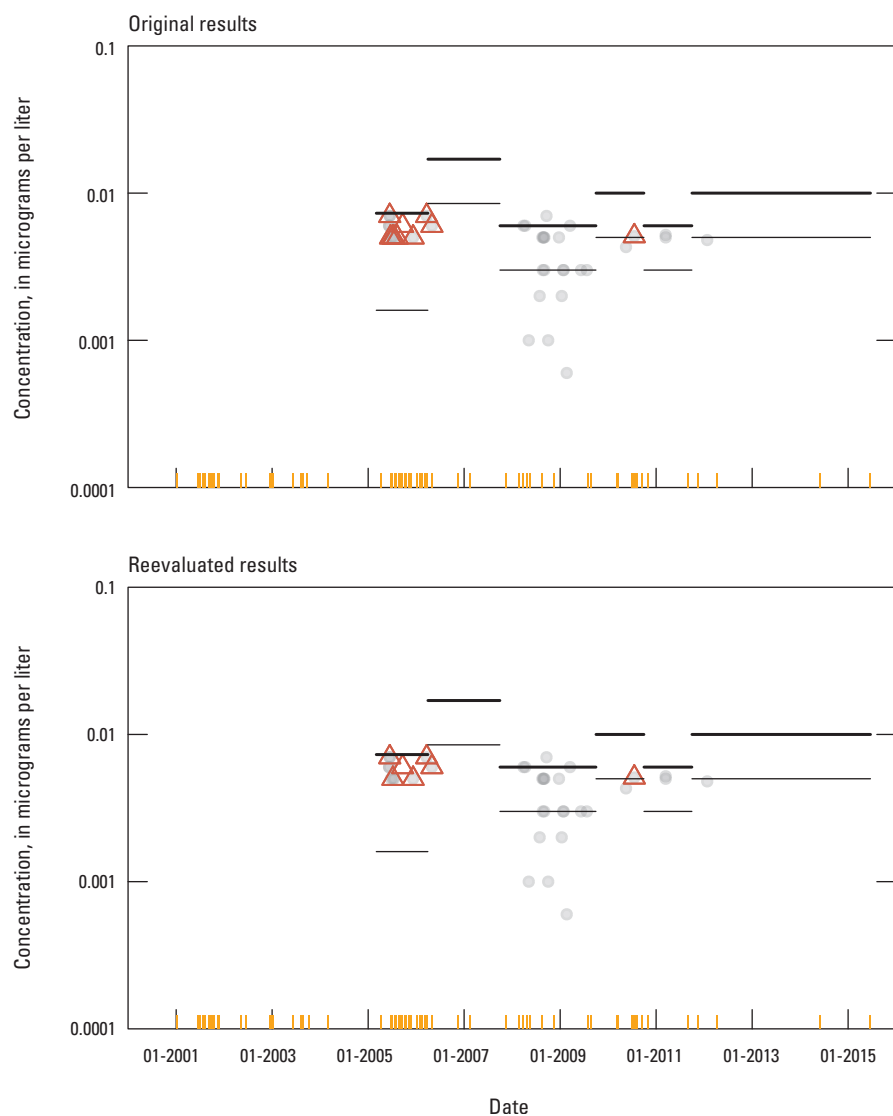 Original results
Concentration, in micrograms per liter
0.1
0.01
0.001
0.0001
Reevaluated results
Concentration, in micrograms per liter
0.1
0.01
0.001
0.0001
01-2001 01-2003 01-2005 01-2007 01-2009 01-2011 01-2013 01-2015
Date